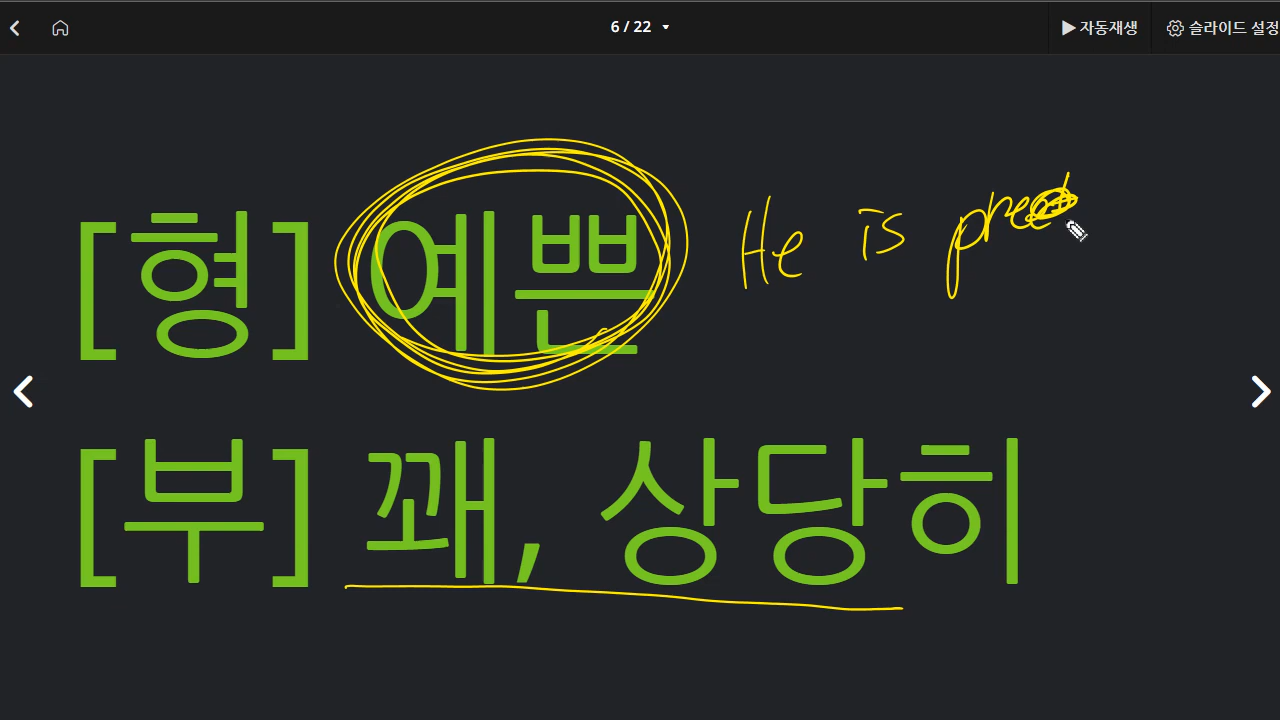 6 / 22
자동재생
슬라이드 설정
[형] 예쁜
He is pre
[부] 꽤, 상당히